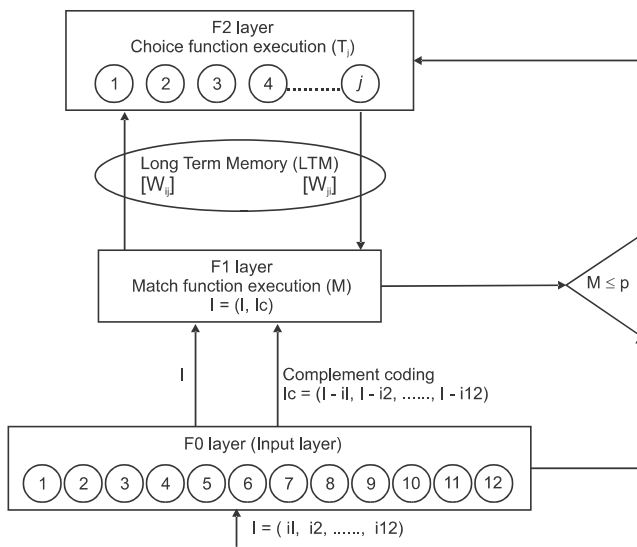 F2 layer
Choice function execution (Tj)
1 2 3 4 ......... j
Long Term Memory (LTM)
[Wij] [Wji]
F1 layer
Match function execution (M)
I = (I, Ic)
M ≤ p
I
Complement coding
Ic = (I - iI, I - i2, ......, I - i12)
F0 layer (Input layer)
1 2 3 4 5 6 7 8 9 10 11 12
I = ( iI, i2, ......, i12)